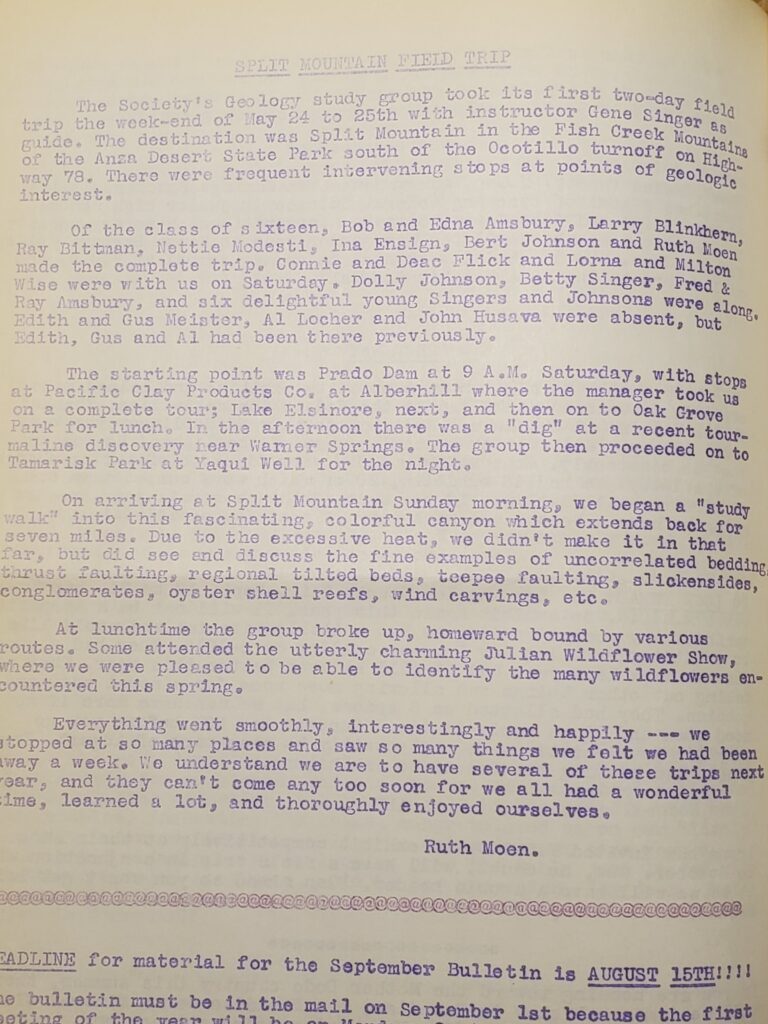 SPLIT MOUNTAIN FIELD TRIP
The Society's Geology study group took its first two-day field
trip the week-end of May 24 to 25th with instructor Gene Singer as
guide. The destination was Split Mountain in the Fish Creek Mountains
of the Anza Desert State Park south of the Ocotillo turnoff on High-
way 78. There were frequent intervening stops at points of geologic
interest.
Of the class of sixteen, Bob and Edna Amsbury, Larry Blinkhern,
Ray Bittman, Nettie Modesti, Ina Ensign, Bert Johnson and Ruth Moen
made the complete trip. Connie and Deac Flick and Lorna and Milton
Wise were with us on Saturday. Dolly Johnson, Betty Singer, Fred &
Ray Amsbury, and six delightful young Singers and Johnsons were along.
Edith and Gus Meister, Al Locher and John Husava were absent, but
Edith, Gus and Al had been there previously.
The starting point was Prado Dam at 9 A.M. Saturday, with stops
at Pacific Clay Products Co. at Alberhill where the manager took us
on a complete tour; Lake Elsinore, next, and then on to Oak Grove
Park for lunch. In the afternoon there was a "dig" at a recent tour-
maline discovery near Warner Springs. The group then proceeded on to
Tamarisk Park at Yaqui Well for the night.
On arriving at Split Mountain Sunday morning, we began a "study
walk" into this fascinating, colorful canyon which extends back for
seven miles. Due to the excessive heat, we didn't make it in that
far, but did see and discuss the fine examples of uncorrelated bedding,
thrust faulting, regional tilted beds, teepee faulting, slickensides,
conglomerates, oyster shell reefs, wind carvings, etc.
At lunchtime the group broke up, homeward bound by various
routes. Some attended the utterly charming Julian Wildflower Show,
where we were pleased to be able to identify the many wildflowers en-
countered this spring.
Everything went smoothly, interestingly and happily --- we
stopped at so many places and saw so many things we felt we had been
away a week. We understand we are to have several of these trips next
year, and they can't come any too soon for we all had a wonderful
time, learned a lot, and thoroughly enjoyed ourselves.
Ruth Moen.
EADLINE for material for the September Bulletin is AUGUST 15TH!!!!
he bulletin must be in the mail on September 1st because the first
eeting of the year will be on